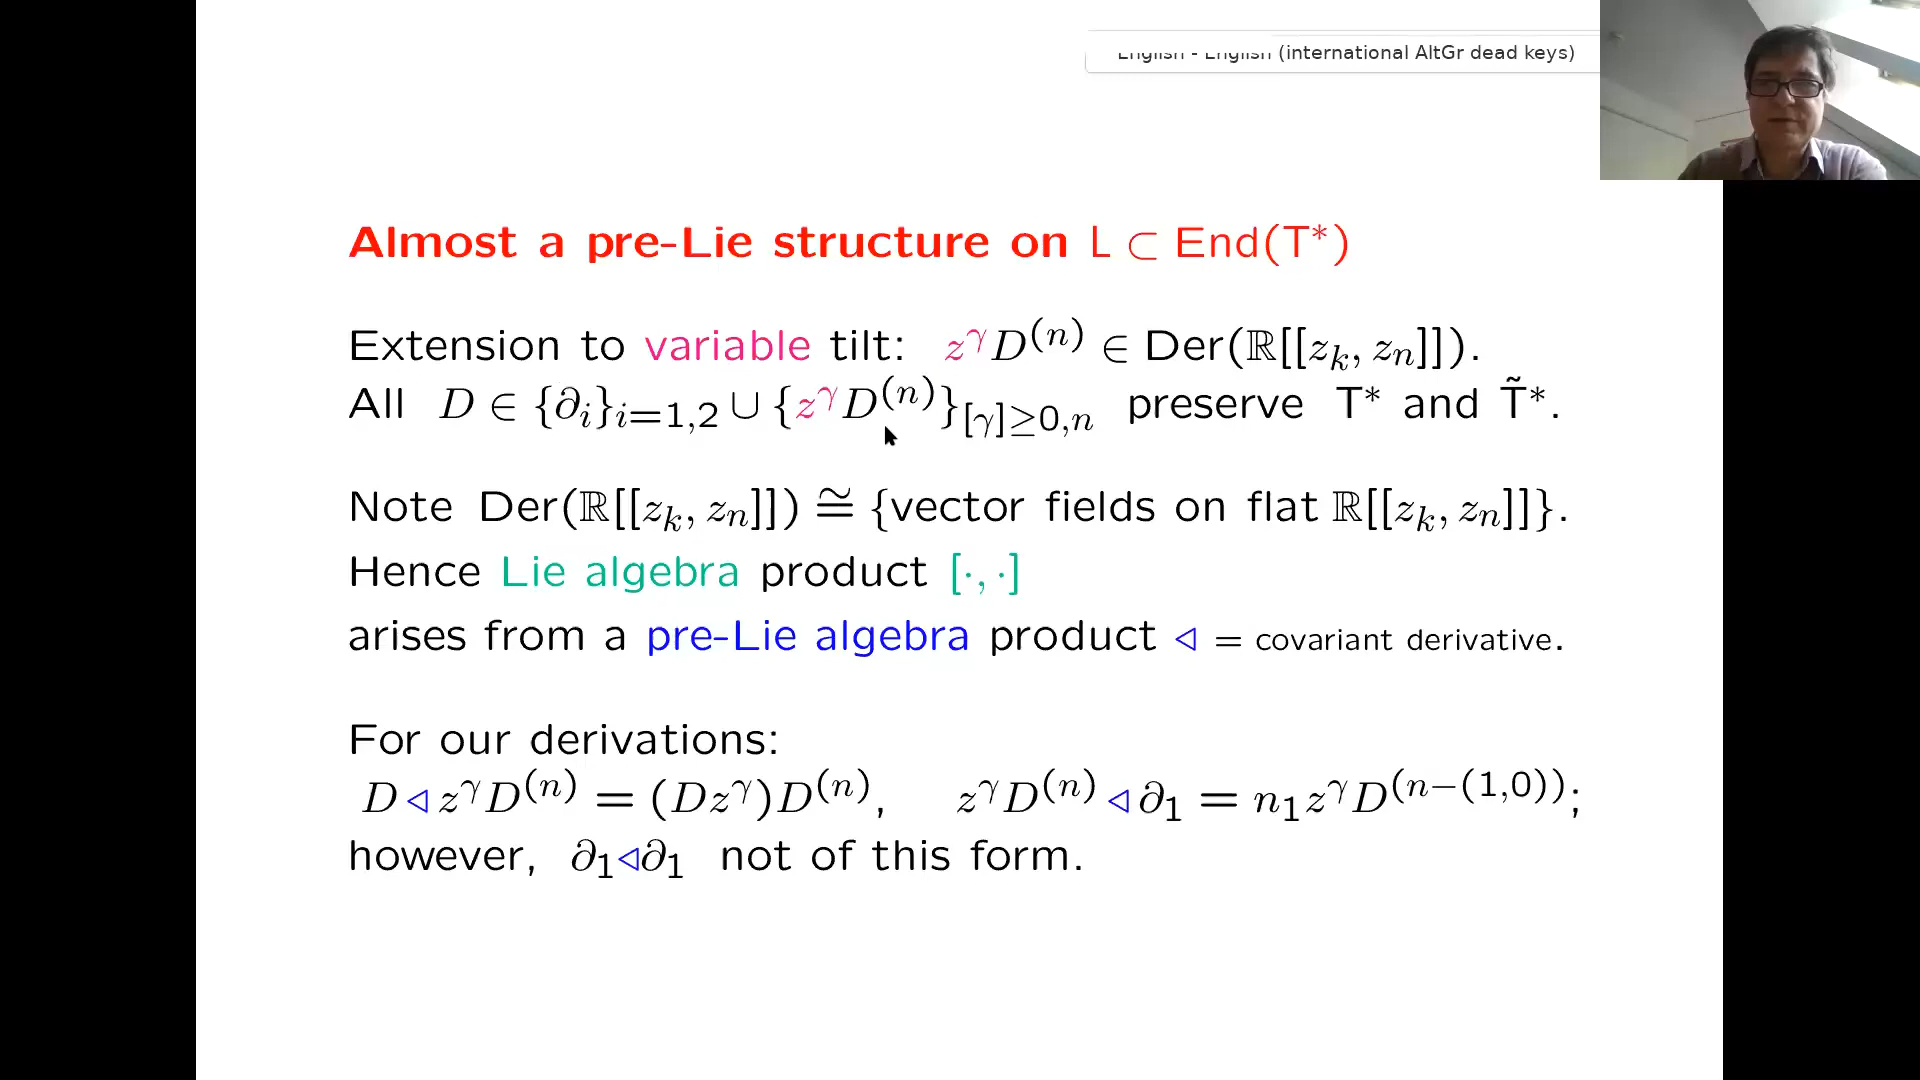 English - English (international AltGr dead keys)
Almost a pre-Lie structure on L ⊂ End(T*)
Extension to variable tilt: z^γ D^(n) ∈ Der(ℝ[[z_k, z_n]]).
All D ∈ {∂_i}_{i=1,2} ∪ {z^γ D^(n)}_{[γ]≥0,n} preserve T* and T̃*.
Note Der(ℝ[[z_k, z_n]]) ≅ {vector fields on flat ℝ[[z_k, z_n]]}.
Hence Lie algebra product [·,·]
arises from a pre-Lie algebra product ◁ = covariant derivative.
For our derivations:
D ◁ z^γ D^(n) = (Dz^γ)D^(n), z^γ D^(n) ◁ ∂_1 = n_1 z^γ D^(n−(1,0));
however, ∂_1 ◁ ∂_1 not of this form.